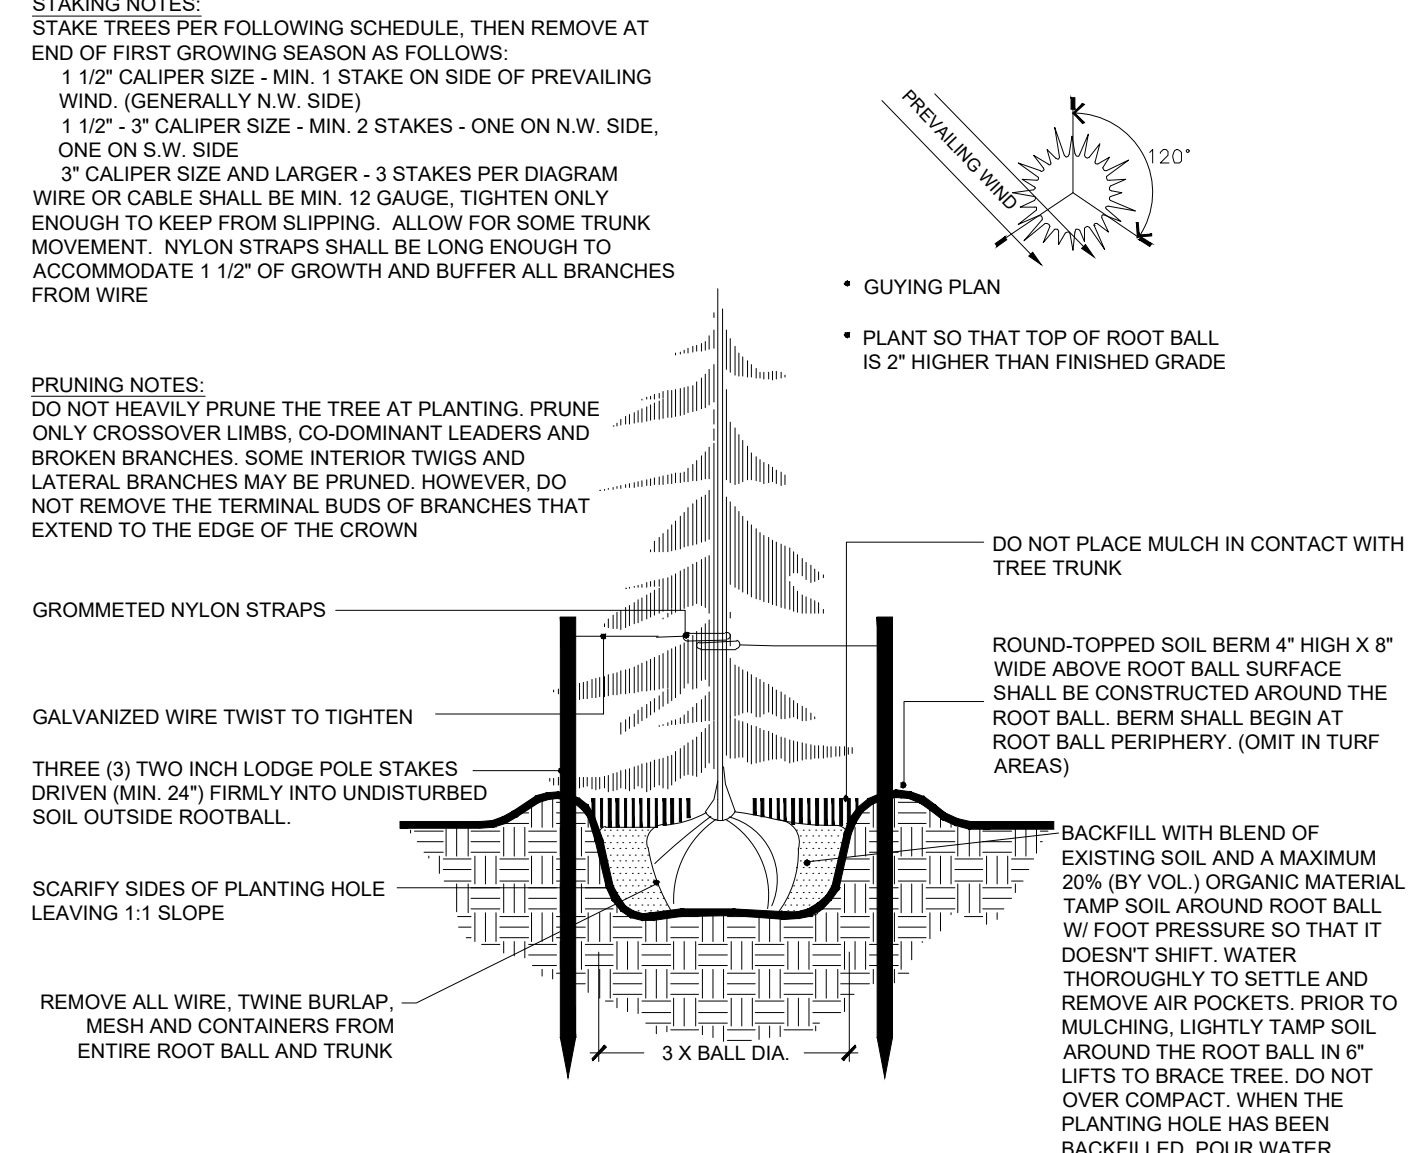 STAKING NOTES:
STAKE TREES PER FOLLOWING SCHEDULE, THEN REMOVE AT
END OF FIRST GROWING SEASON AS FOLLOWS:
1 1/2" CALIPER SIZE - MIN. 1 STAKE ON SIDE OF PREVAILING
WIND. (GENERALLY N.W. SIDE)
1 1/2" - 3" CALIPER SIZE - MIN. 2 STAKES - ONE ON N.W. SIDE,
ONE ON S.W. SIDE
3" CALIPER SIZE AND LARGER - 3 STAKES PER DIAGRAM
WIRE OR CABLE SHALL BE MIN. 12 GAUGE, TIGHTEN ONLY
ENOUGH TO KEEP FROM SLIPPING. ALLOW FOR SOME TRUNK
MOVEMENT. NYLON STRAPS SHALL BE LONG ENOUGH TO
ACCOMMODATE 1 1/2" OF GROWTH AND BUFFER ALL BRANCHES
FROM WIRE
PREVAILING WIND
120°
• GUYING PLAN
• PLANT SO THAT TOP OF ROOT BALL
IS 2" HIGHER THAN FINISHED GRADE
PRUNING NOTES:
DO NOT HEAVILY PRUNE THE TREE AT PLANTING. PRUNE
ONLY CROSSOVER LIMBS, CO-DOMINANT LEADERS AND
BROKEN BRANCHES. SOME INTERIOR TWIGS AND
LATERAL BRANCHES MAY BE PRUNED. HOWEVER, DO
NOT REMOVE THE TERMINAL BUDS OF BRANCHES THAT
EXTEND TO THE EDGE OF THE CROWN
GROMMETED NYLON STRAPS
GALVANIZED WIRE TWIST TO TIGHTEN
THREE (3) TWO INCH LODGE POLE STAKES
DRIVEN (MIN. 24") FIRMLY INTO UNDISTURBED
SOIL OUTSIDE ROOTBALL.
SCARIFY SIDES OF PLANTING HOLE
LEAVING 1:1 SLOPE
REMOVE ALL WIRE, TWINE BURLAP,
MESH AND CONTAINERS FROM
ENTIRE ROOT BALL AND TRUNK
3 X BALL DIA.
DO NOT PLACE MULCH IN CONTACT WITH
TREE TRUNK
ROUND-TOPPED SOIL BERM 4" HIGH X 8"
WIDE ABOVE ROOT BALL SURFACE
SHALL BE CONSTRUCTED AROUND THE
ROOT BALL. BERM SHALL BEGIN AT
ROOT BALL PERIPHERY. (OMIT IN TURF
AREAS)
BACKFILL WITH BLEND OF
EXISTING SOIL AND A MAXIMUM
20% (BY VOL.) ORGANIC MATERIAL
TAMP SOIL AROUND ROOT BALL
W/ FOOT PRESSURE SO THAT IT
DOESN'T SHIFT. WATER
THOROUGHLY TO SETTLE AND
REMOVE AIR POCKETS. PRIOR TO
MULCHING, LIGHTLY TAMP SOIL
AROUND THE ROOT BALL IN 6"
LIFTS TO BRACE TREE. DO NOT
OVER COMPACT. WHEN THE
PLANTING HOLE HAS BEEN
BACKFILLED, POUR WATER